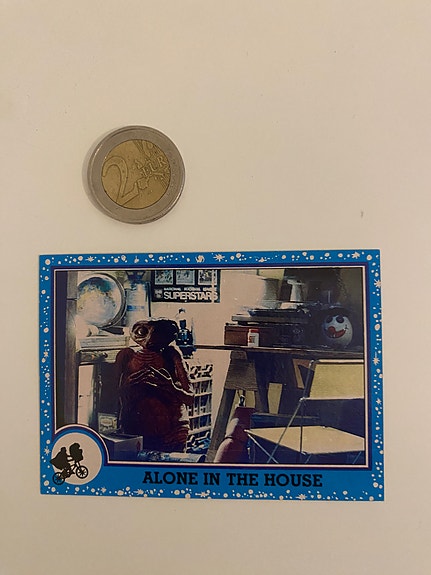 2
SUPERSTARS
ALONE IN THE HOUSE